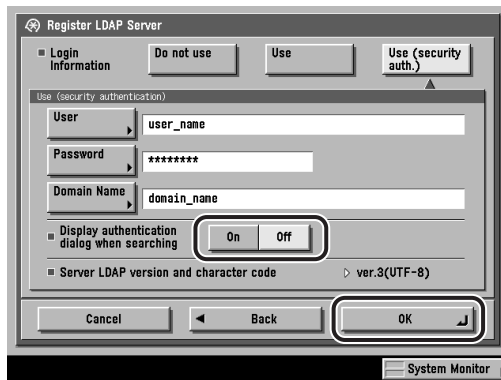 Register LDAP Server
Login
Information
Do not use
Use
Use (security
auth.)
Use (security authentication)
User
user_name
Password
********
Domain Name
domain_name
Display authentication
dialog when searching
On
Off
Server LDAP version and character code
ver.3(UTF-8)
Cancel
Back
OK
System Monitor